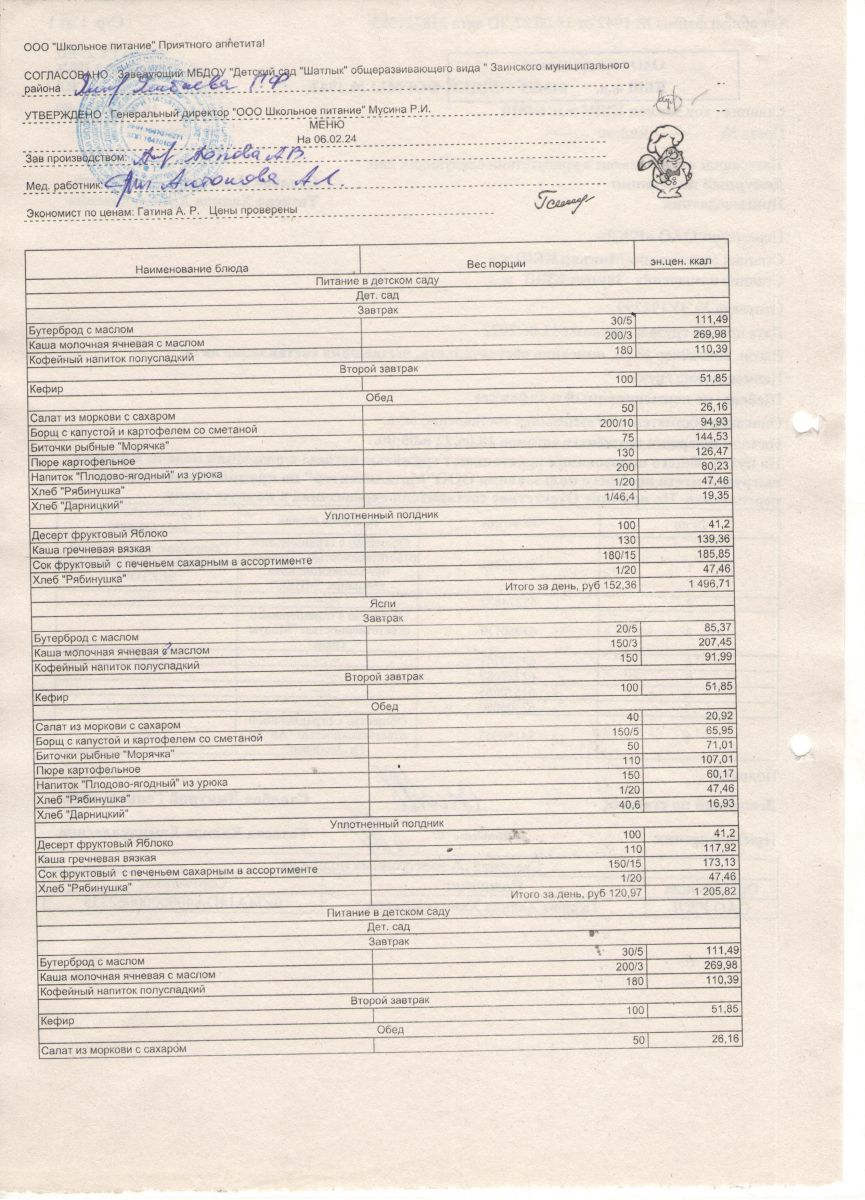 ООО "Школьное питание" Приятного аппетита!
СОГЛАСОВАНО : Заведующий МБДОУ "Детский сад "Шатлык" общеразвивающего вида " Заинского муниципального
района
УТВЕРЖДЕНО : Генеральный директор "ООО Школьное питание" Мусина Р.И.
МЕНЮ
На 06.02.24
Зав производством: Попова А.В.
Мед. работник: Антонова А.Л.
Экономист по ценам: Гатина А. Р. Цены проверены
Наименование блюда Вес порции эн.цен. ккал
Питание в детском саду
Дет. сад
Завтрак
Бутерброд с маслом 30/5 111,49
Каша молочная ячневая с маслом 200/3 269,98
Кофейный напиток полусладкий 180 110,39
Второй завтрак
Кефир 100 51,85
Обед
Салат из моркови с сахаром 50 26,16
Борщ с капустой и картофелем со сметаной 200/10 94,93
Биточки рыбные "Морячка" 75 144,53
Пюре картофельное 130 126,47
Напиток "Плодово-ягодный" из урюка 200 80,23
Хлеб "Рябинушка" 1/20 47,46
Хлеб "Дарницкий" 1/46,4 19,35
Уплотненный полдник
Десерт фруктовый Яблоко 100 41,2
Каша гречневая вязкая 130 139,36
Сок фруктовый с печеньем сахарным в ассортименте 180/15 185,85
Хлеб "Рябинушка" 1/20 47,46
Итого за день, руб 152,36 1 496,71
Ясли
Завтрак
Бутерброд с маслом 20/5 85,37
Каша молочная ячневая с маслом 150/3 207,45
Кофейный напиток полусладкий 150 91,99
Второй завтрак
Кефир 100 51,85
Обед
Салат из моркови с сахаром 40 20,92
Борщ с капустой и картофелем со сметаной 150/5 65,95
Биточки рыбные "Морячка" 50 71,01
Пюре картофельное 110 107,01
Напиток "Плодово-ягодный" из урюка 150 60,17
Хлеб "Рябинушка" 1/20 47,46
Хлеб "Дарницкий" 40,6 16,93
Уплотненный полдник
Десерт фруктовый Яблоко 100 41,2
Каша гречневая вязкая 110 117,92
Сок фруктовый с печеньем сахарным в ассортименте 150/15 173,13
Хлеб "Рябинушка" 1/20 47,46
Итого за день, руб 120,97 1 205,82
Питание в детском саду
Дет. сад
Завтрак
Бутерброд с маслом 30/5 111,49
Каша молочная ячневая с маслом 200/3 269,98
Кофейный напиток полусладкий 180 110,39
Второй завтрак
Кефир 100 51,85
Обед
Салат из моркови с сахаром 50 26,16